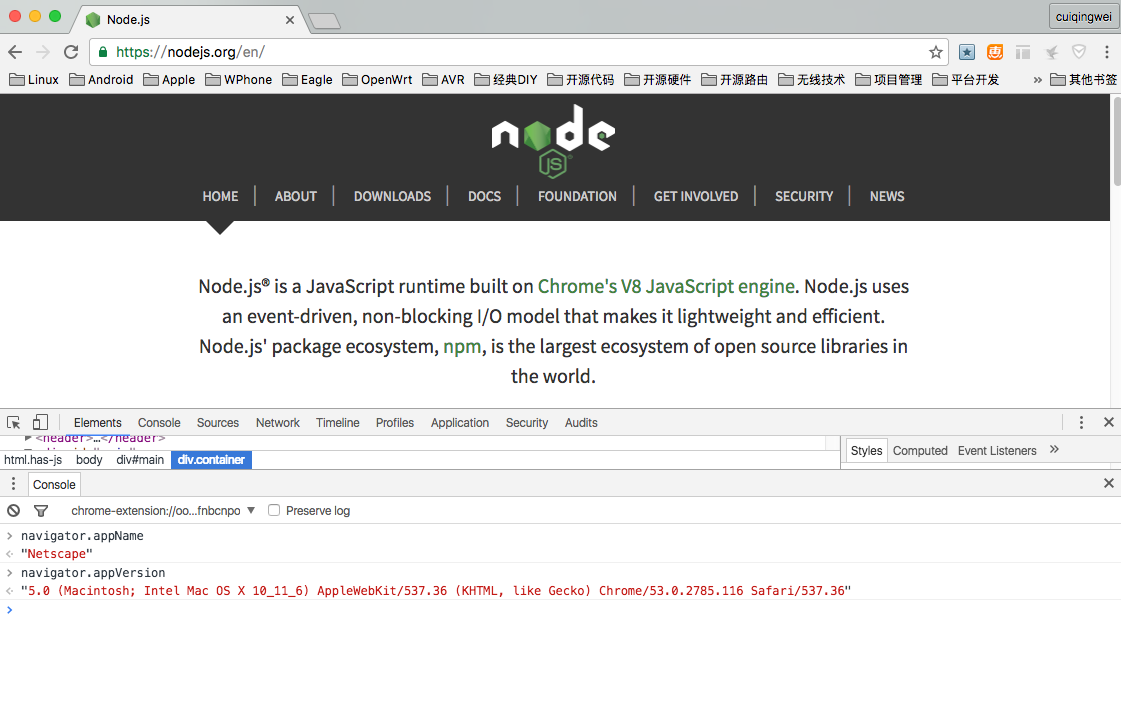 Node.js
cuiqingwei
https://nodejs.org/en/
Linux Android Apple WPhone Eagle OpenWrt AVR 经典DIY 开源代码 开源硬件 开源路由 无线技术 项目管理 平台开发 » 其他书签
node
JS
HOME ABOUT DOWNLOADS DOCS FOUNDATION GET INVOLVED SECURITY NEWS
Node.js® is a JavaScript runtime built on Chrome's V8 JavaScript engine. Node.js uses
an event-driven, non-blocking I/O model that makes it lightweight and efficient.
Node.js' package ecosystem, npm, is the largest ecosystem of open source libraries in
the world.
Elements Console Sources Network Timeline Profiles Application Security Audits
<header>…</header>
html.has-js body div#main div.container
Styles Computed Event Listeners »
Console
chrome-extension://oo...fnbcnpo Preserve log
navigator.appName
"Netscape"
navigator.appVersion
"5.0 (Macintosh; Intel Mac OS X 10_11_6) AppleWebKit/537.36 (KHTML, like Gecko) Chrome/53.0.2785.116 Safari/537.36"